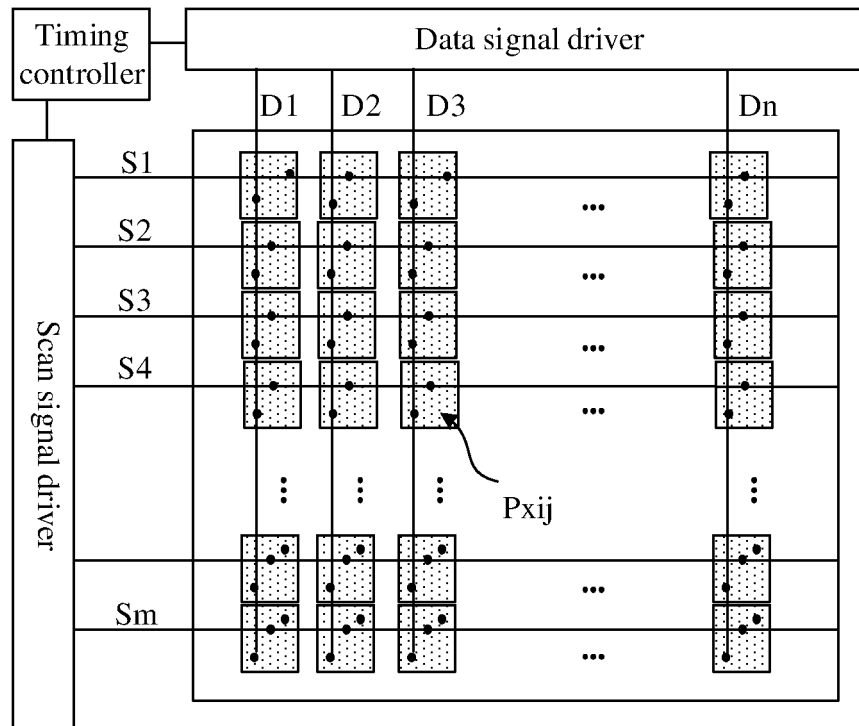 Timing
controller
Data signal driver
D1 D2 D3 Dn
S1
...
S2
...
S3
...
S4
...
Scan signal driver
Pxij
...
Sm
...